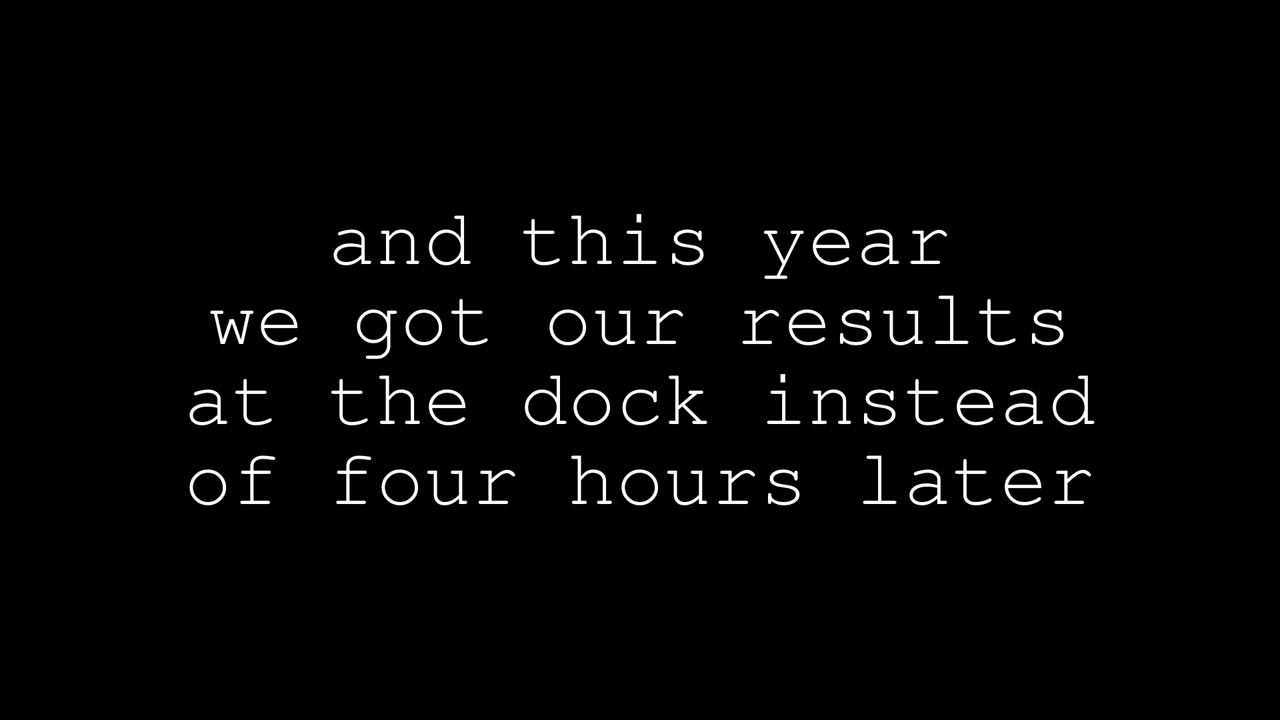 and this year
we got our results
at the dock instead
of four hours later